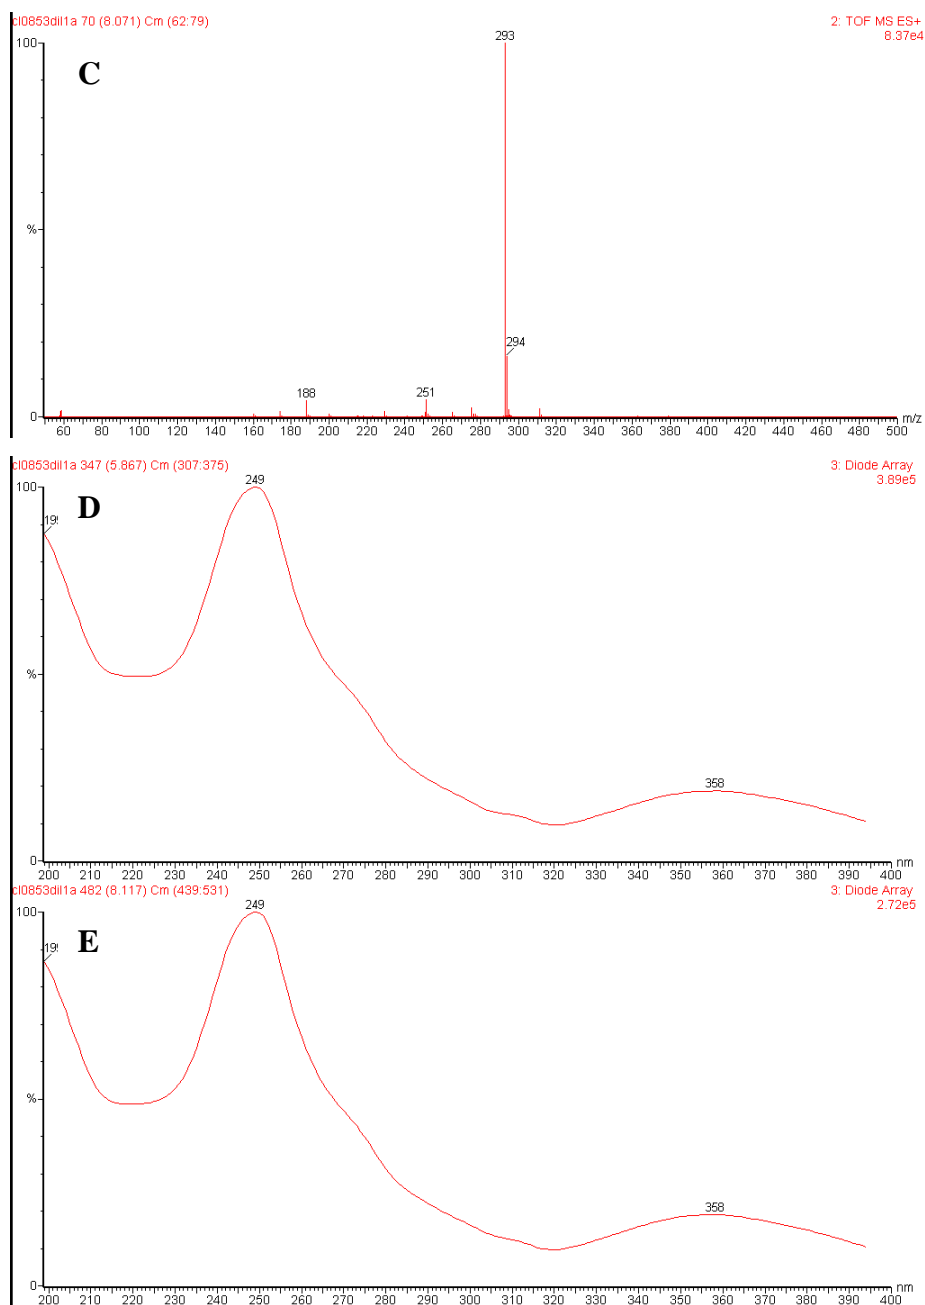 cl0853dil1a 70 (8.071) Cm (62:79)
2: TOF MS ES+
8.37e4
C
100
%
0
293
294
188
251
60 80 100 120 140 160 180 200 220 240 260 280 300 320 340 360 380 400 420 440 460 480 500
m/z
cl0853dil1a 347 (5.867) Cm (307:375)
3: Diode Array
3.89e5
D
100
%
0
249
358
200 210 220 230 240 250 260 270 280 290 300 310 320 330 340 350 360 370 380 390 400
nm
cl0853dil1a 482 (8.117) Cm (439:531)
3: Diode Array
2.72e5
E
100
%
0
249
358
200 210 220 230 240 250 260 270 280 290 300 310 320 330 340 350 360 370 380 390 400
nm